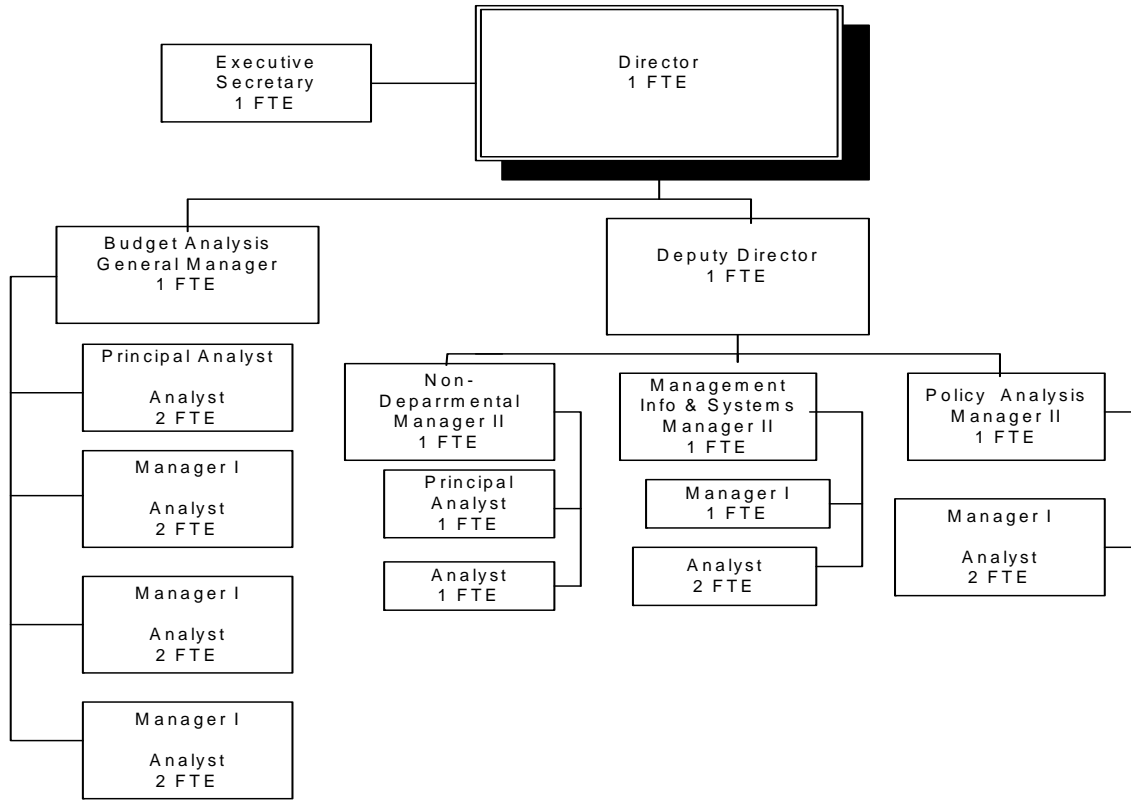 Executive
Secretary
1 FTE
Director
1 FTE
Budget Analysis
General Manager
1 FTE
Deputy Director
1 FTE
Principal Analyst
Analyst
2 FTE
Manager I
Analyst
2 FTE
Manager I
Analyst
2 FTE
Manager I
Analyst
2 FTE
Non-
Deparmental
Manager II
1 FTE
Principal
Analyst
1 FTE
Analyst
1 FTE
Management
Info & Systems
Manager II
1 FTE
Manager I
1 FTE
Analyst
2 FTE
Policy Analysis
Manager II
1 FTE
Manager I
Analyst
2 FTE